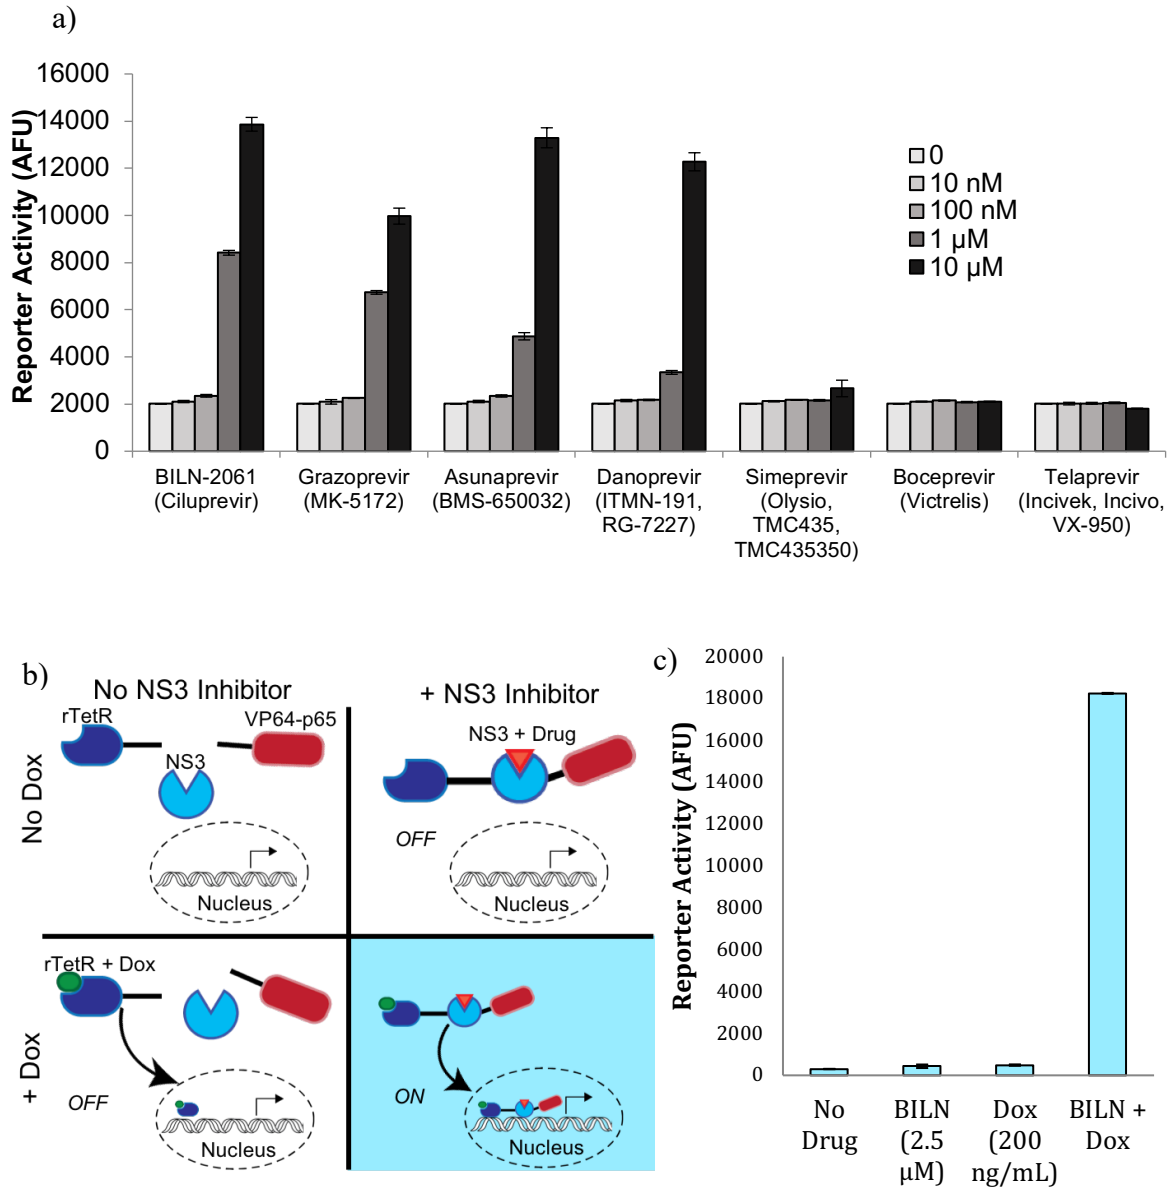 a)
Reporter Activity (AFU)
16000
14000
12000
10000
8000
6000
4000
2000
0
0
10 nM
100 nM
1 µM
10 µM
BILN-2061
(Ciluprevir)
Grazoprevir
(MK-5172)
Asunaprevir
(BMS-650032)
Danoprevir
(ITMN-191,
RG-7227)
Simeprevir
(Olysio,
TMC435,
TMC435350)
Boceprevir
(Victrelis)
Telaprevir
(Incivek, Incivo,
VX-950)
b)
No NS3 Inhibitor
+ NS3 Inhibitor
No Dox
rTetR
VP64-p65
NS3
Nucleus
NS3 + Drug
OFF
Nucleus
+ Dox
rTetR + Dox
OFF
Nucleus
ON
Nucleus
c)
Reporter Activity (AFU)
20000
18000
16000
14000
12000
10000
8000
6000
4000
2000
0
No
Drug
BILN
(2.5
µM)
Dox
(200
ng/mL)
BILN +
Dox